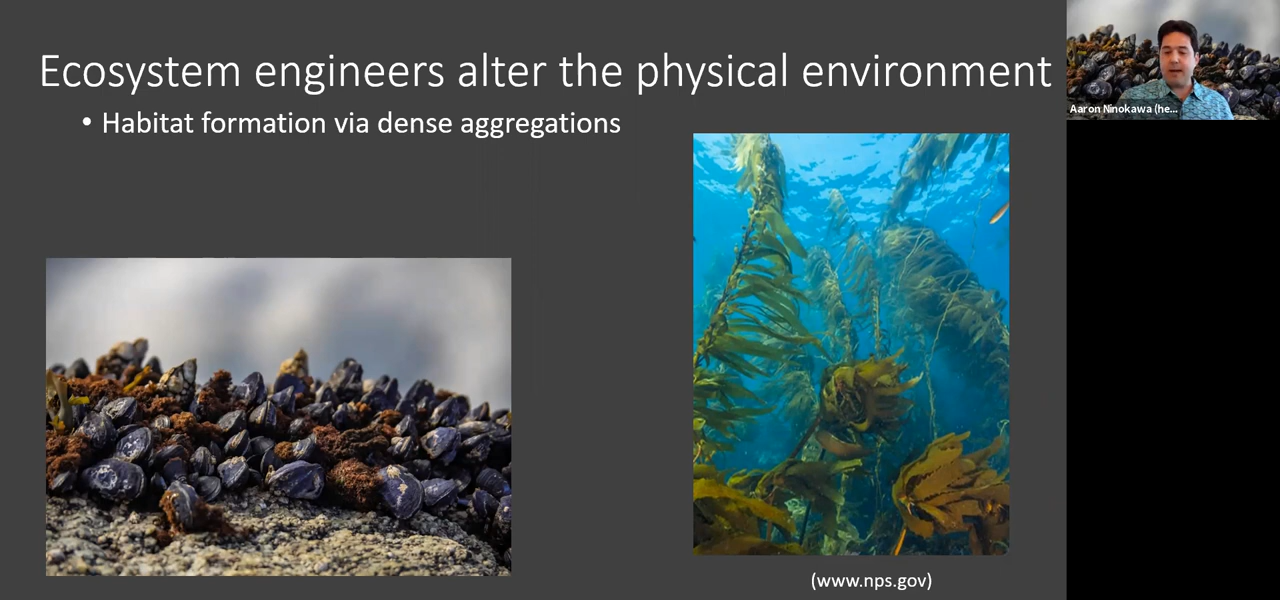 Ecosystem engineers alter the physical environment
• Habitat formation via dense aggregations
(www.nps.gov)
Aaron Ninokawa (he...